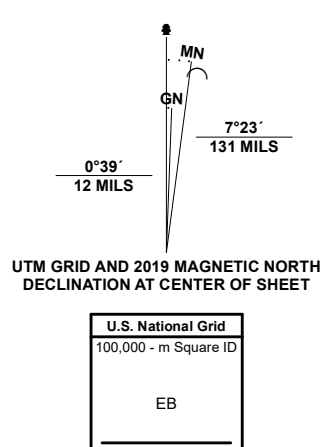 MN
GN
7°23´
131 MILS
0°39´
12 MILS
UTM GRID AND 2019 MAGNETIC NORTH
DECLINATION AT CENTER OF SHEET
U.S. National Grid
100,000 - m Square ID
EB